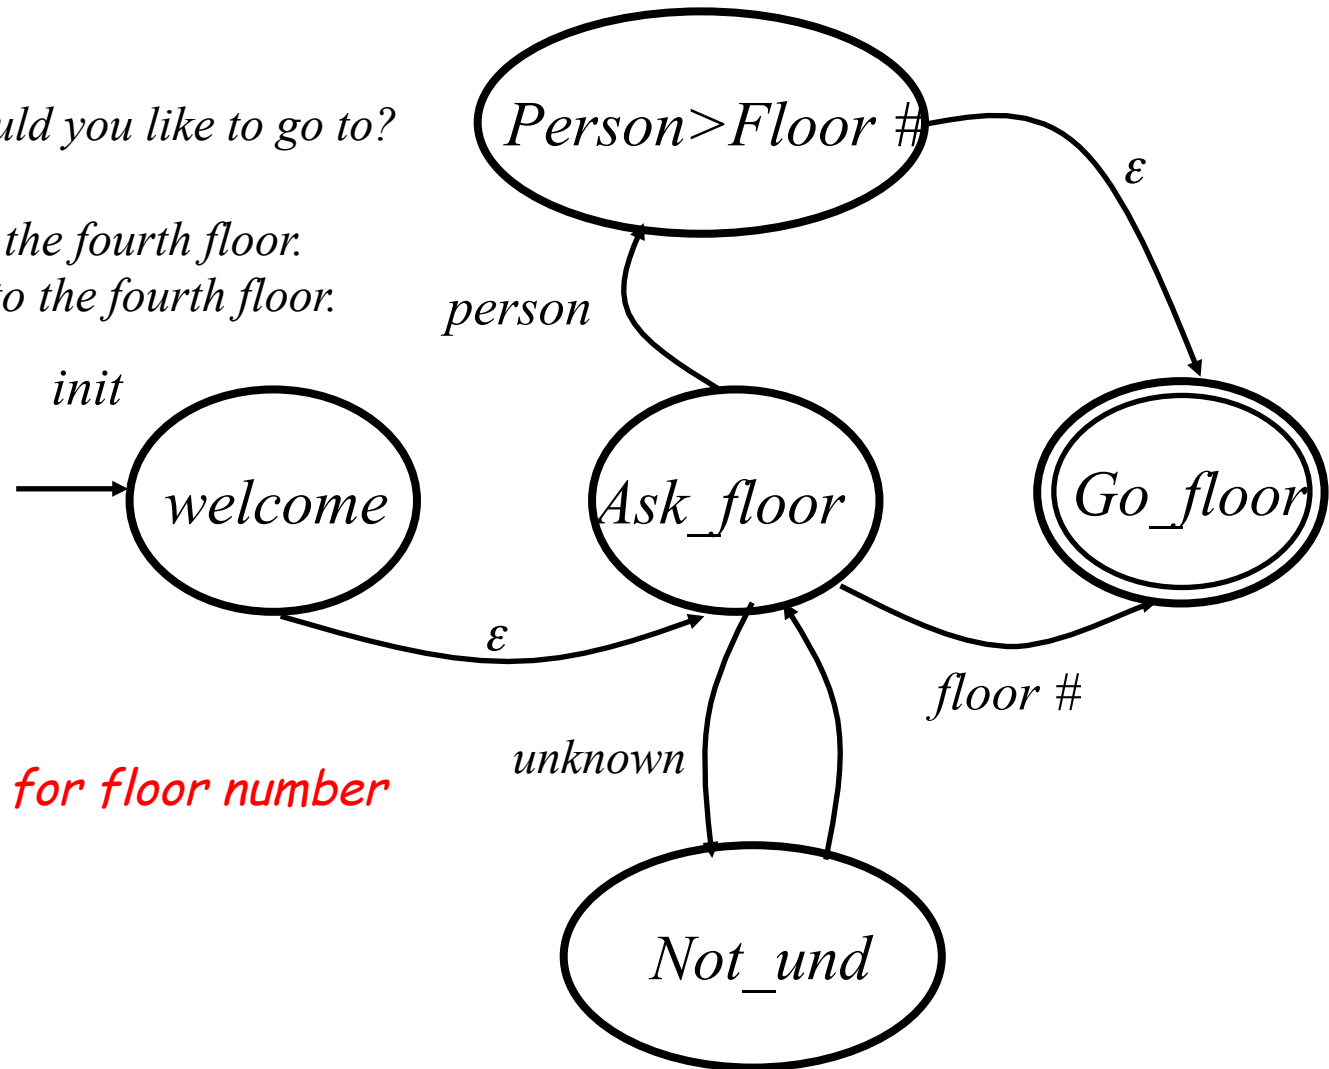 uld you like to go to?
Person>Floor #
ε
the fourth floor.
to the fourth floor.
person
init
welcome
Ask_floor
Go_floor
ε
floor #
unknown
for floor number
Not_und